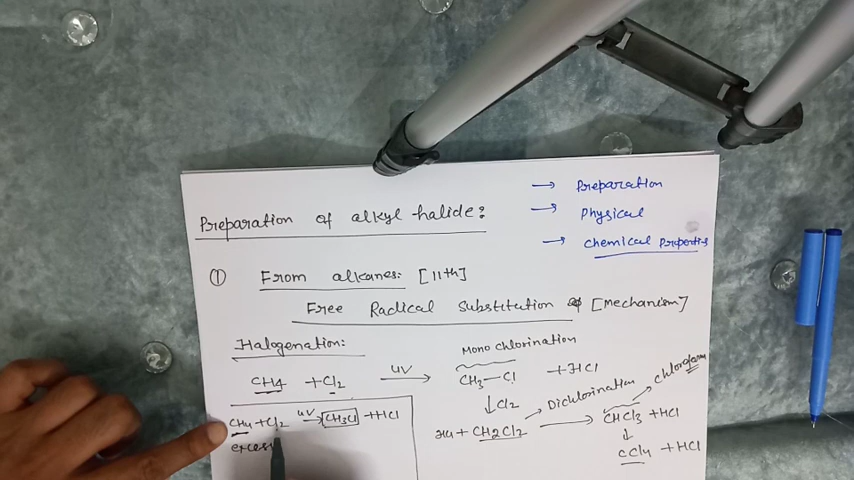 Preparation of alkyl halide:
→ Preparation
→ Physical
→ chemical Properties
① From alkanes: [11th]
Free Radical Substitution [Mechanism]
Halogenation:
CH4 + Cl2 —UV→ CH3–Cl + HCl
Mono chlorination
↓Cl2
Dichlorination
chloroform
CH2Cl2 → CHCl3 + HCl
↓
CCl4 + HCl
CH4 + Cl2 —UV→ CH3Cl + HCl
excess